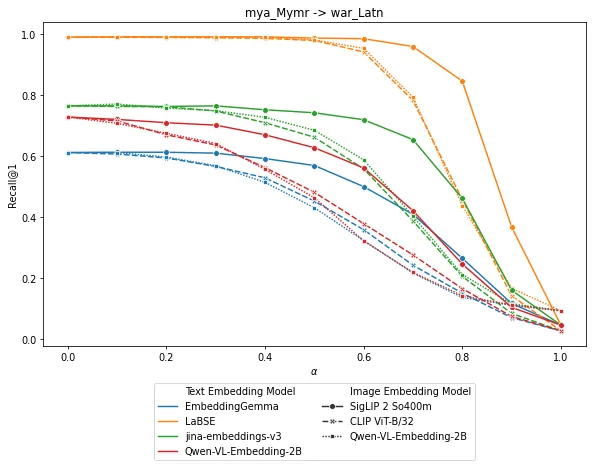 mya_Mymr -> war_Latn
1.0
0.8
0.6
0.4
0.2
0.0
Recall@1
0.0 0.2 0.4 0.6 0.8 1.0
α
Text Embedding Model
EmbeddingGemma
LaBSE
jina-embeddings-v3
Qwen-VL-Embedding-2B
Image Embedding Model
SigLIP 2 So400m
CLIP ViT-B/32
Qwen-VL-Embedding-2B